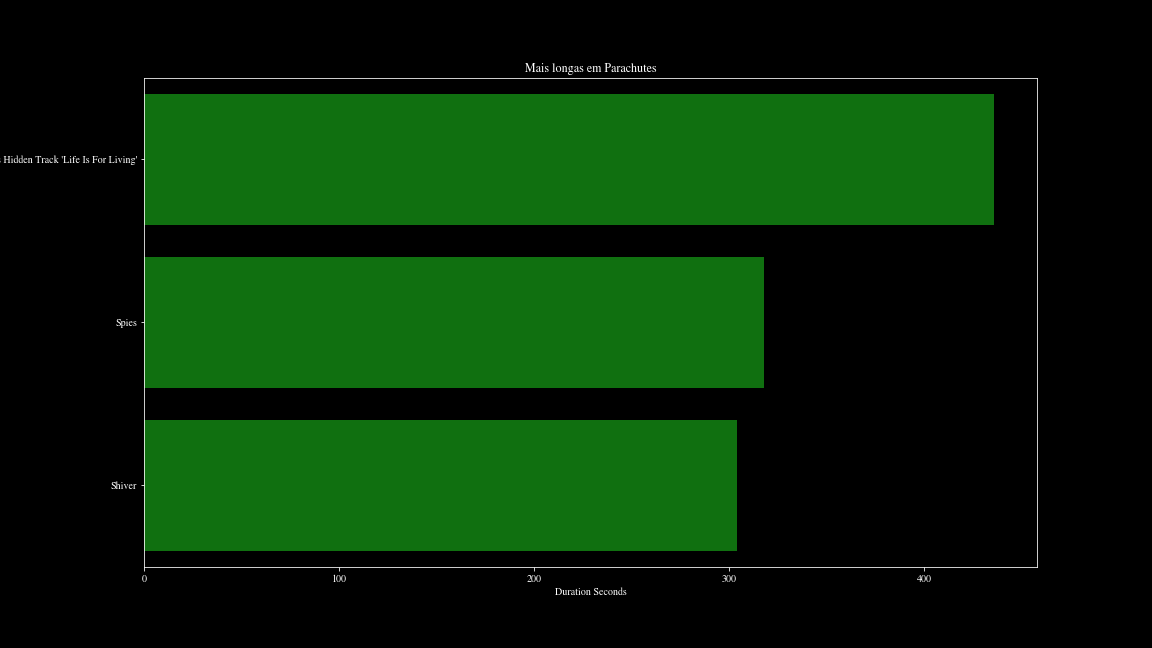 Mais longas em Parachutes
Hidden Track 'Life Is For Living'
Spies
Shiver
0 100 200 300 400
Duration Seconds